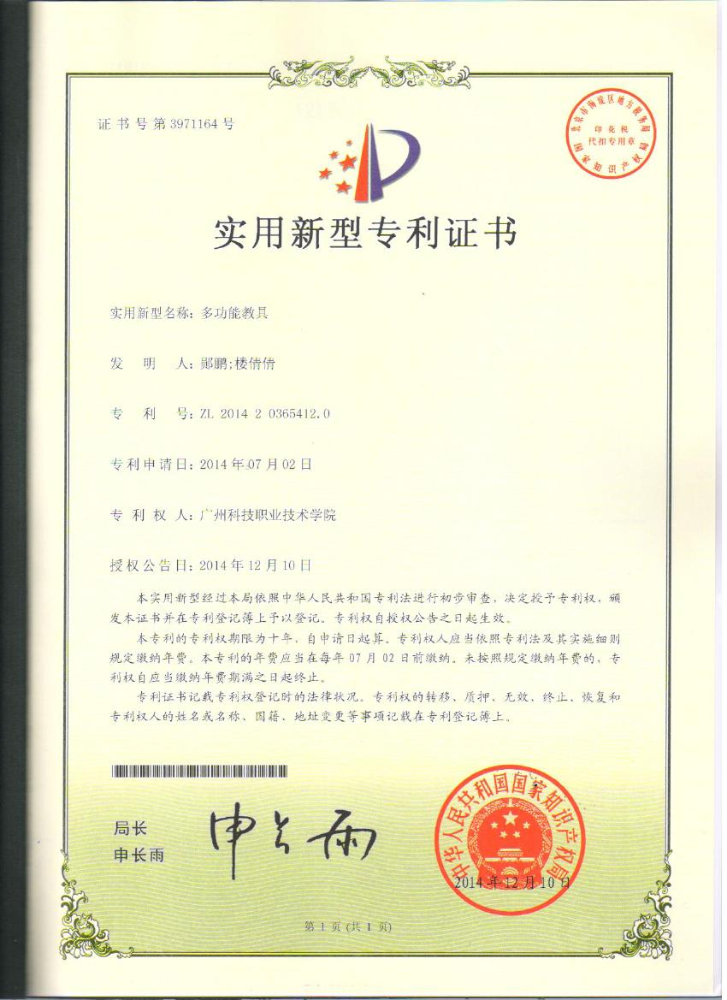 证书号第3971164号
北京市海淀区地方税务局
印花税
代扣专用章
国家知识产权局
实用新型专利证书
实用新型名称：多功能教具
发明人：郧鹏;楼倩倩
专利号：ZL 2014 2 0365412.0
专利申请日：2014年07月02日
专利权人：广州科技职业技术学院
授权公告日：2014年12月10日
本实用新型经过本局依照中华人民共和国专利法进行初步审查，决定授予专利权，颁
发本证书并在专利登记簿上予以登记。专利权自授权公告之日起生效。
本专利的专利权期限为十年，自申请日起算。专利权人应当依照专利法及其实施细则
规定缴纳年费。本专利的年费应当在每年07月02日前缴纳。未按照规定缴纳年费的，专
利权自应当缴纳年费期满之日起终止。
专利证书记载专利权登记时的法律状况。专利权的转移、质押、无效、终止、恢复和
专利权人的姓名或名称、国籍、地址变更等事项记载在专利登记簿上。
局长
申长雨
申长雨
中华人民共和国国家知识产权局
2014年12月10日
第1页(共1页)